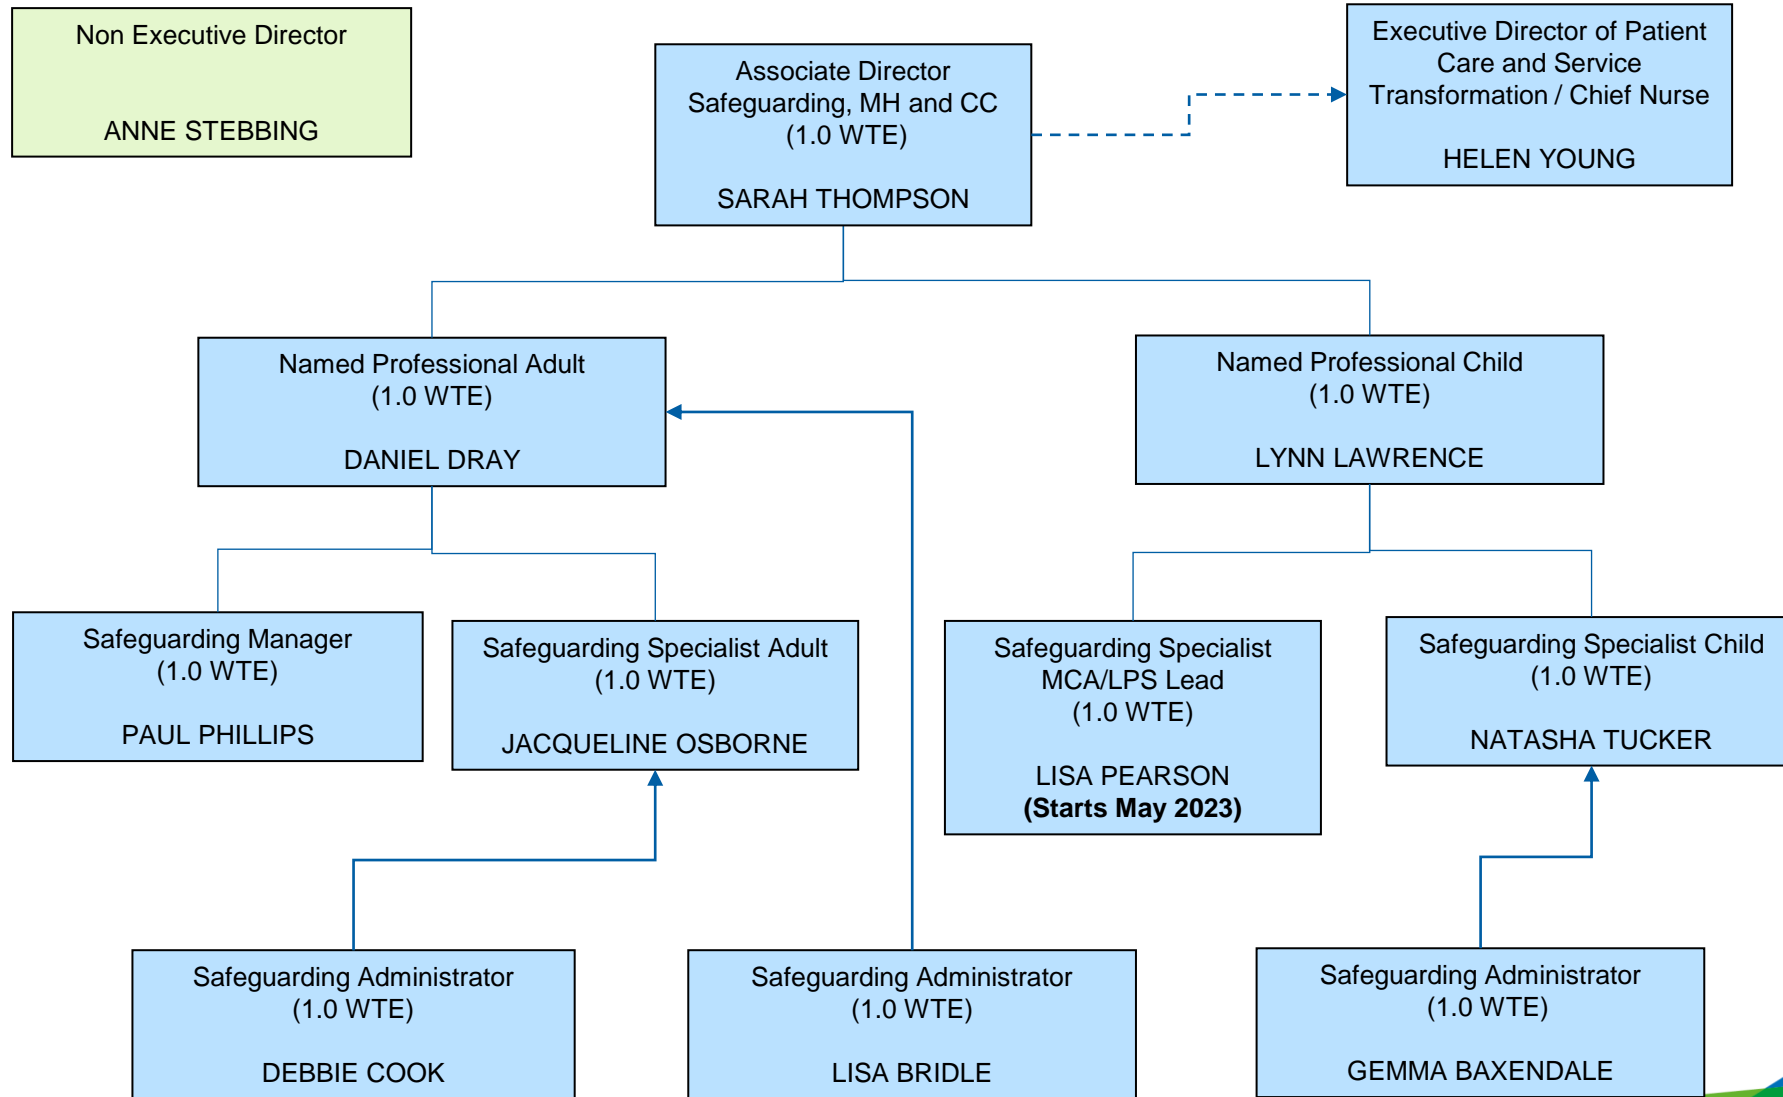 Non Executive Director
ANNE STEBBING
Associate Director
Safeguarding, MH and CC
(1.0 WTE)
SARAH THOMPSON
Executive Director of Patient
Care and Service
Transformation / Chief Nurse
HELEN YOUNG
Named Professional Adult
(1.0 WTE)
DANIEL DRAY
Named Professional Child
(1.0 WTE)
LYNN LAWRENCE
Safeguarding Manager
(1.0 WTE)
PAUL PHILLIPS
Safeguarding Specialist Adult
(1.0 WTE)
JACQUELINE OSBORNE
Safeguarding Specialist
MCA/LPS Lead
(1.0 WTE)
LISA PEARSON
(Starts May 2023)
Safeguarding Specialist Child
(1.0 WTE)
NATASHA TUCKER
Safeguarding Administrator
(1.0 WTE)
DEBBIE COOK
Safeguarding Administrator
(1.0 WTE)
LISA BRIDLE
Safeguarding Administrator
(1.0 WTE)
GEMMA BAXENDALE